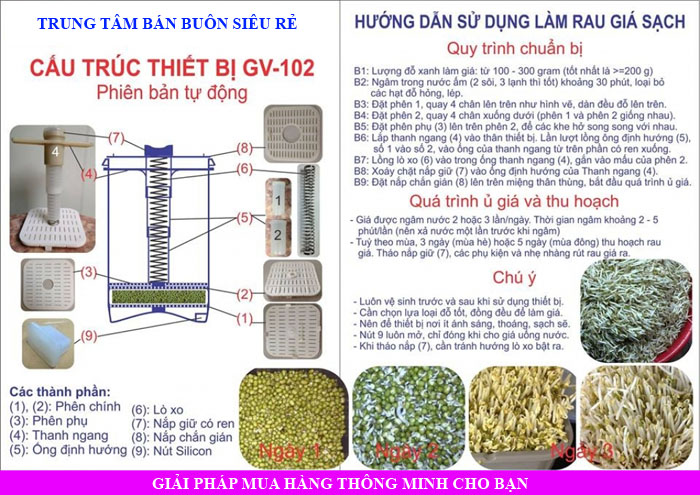 TRUNG TÂM BÁN BUÔN SIÊU RẺ
CẤU TRÚC THIẾT BỊ GV-102
Phiên bản tự động
4
(7)
(8)
(4)
(6)
1
(5)
2
(3)
(2)
(1)
(9)
Các thành phần:
(1), (2): Phên chính
(3): Phên phụ
(4): Thanh ngang
(5): Ống định hướng
(6): Lò xo
(7): Nắp giữ có ren
(8): Nắp chắn gián
(9): Nút Silicon
HƯỚNG DẪN SỬ DỤNG LÀM RAU GIÁ SẠCH
Quy trình chuẩn bị
B1: Lượng đỗ xanh làm giá: từ 100 - 300 gram (tốt nhất là >=200 g)
B2: Ngâm trong nước ấm (2 sôi, 3 lạnh thì tốt) khoảng 30 phút, loại bỏ
các hạt đỗ hỏng, lép.
B3: Đặt phên 1, quay 4 chân lên trên như hình vẽ, dàn đều đỗ lên trên.
B4: Đặt phên 2, quay 4 chân xuống dưới (phên 1 và phên 2 giống nhau).
B5: Đặt phên phụ (3) lên trên phên 2, để các khe hở song song với nhau.
B6: Lắp thanh ngang (4) vào thân thiết bị. Lần lượt lồng ống định hướng (5),
số 1 vào số 2, vào ống của thanh ngang từ trên phần có ren xuống.
B7: Lồng lò xo (6) vào trong ống thanh ngang (4), gắn vào mấu của phên 2.
B8: Xoáy chặt nắp giữ (7) vào ống định hướng của Thanh ngang (4).
B9: Đặt nắp chắn gián (8) lên trên miệng thân thùng, bắt đầu quá trình ủ giá.
Quá trình ủ giá và thu hoạch
- Giá được ngâm nước 2 hoặc 3 lần/ngày. Thời gian ngâm khoảng 2 - 5
phút/lần (nên xả nước một lần trước khi ngâm)
- Tuỳ theo mùa, 3 ngày (mùa hè) hoặc 5 ngày (mùa đông) thu hoạch rau
giá. Tháo nắp giữ (7), các phụ kiện và nhẹ nhàng rút rau giá ra.
Chú ý
- Luôn vệ sinh trước và sau khi sử dụng thiết bị.
- Cần chọn lựa loại đỗ tốt, đồng đều để làm giá.
- Nên để thiết bị nơi ít ánh sáng, thoáng, sạch sẽ.
- Nút 9 luôn mở, chỉ đóng khi cho giá uống nước.
- Khi tháo nắp (7), cần tránh hướng lò xo bật ra.
Ngày 1
Ngày 2
Ngày 3
GIẢI PHÁP MUA HÀNG THÔNG MINH CHO BẠN